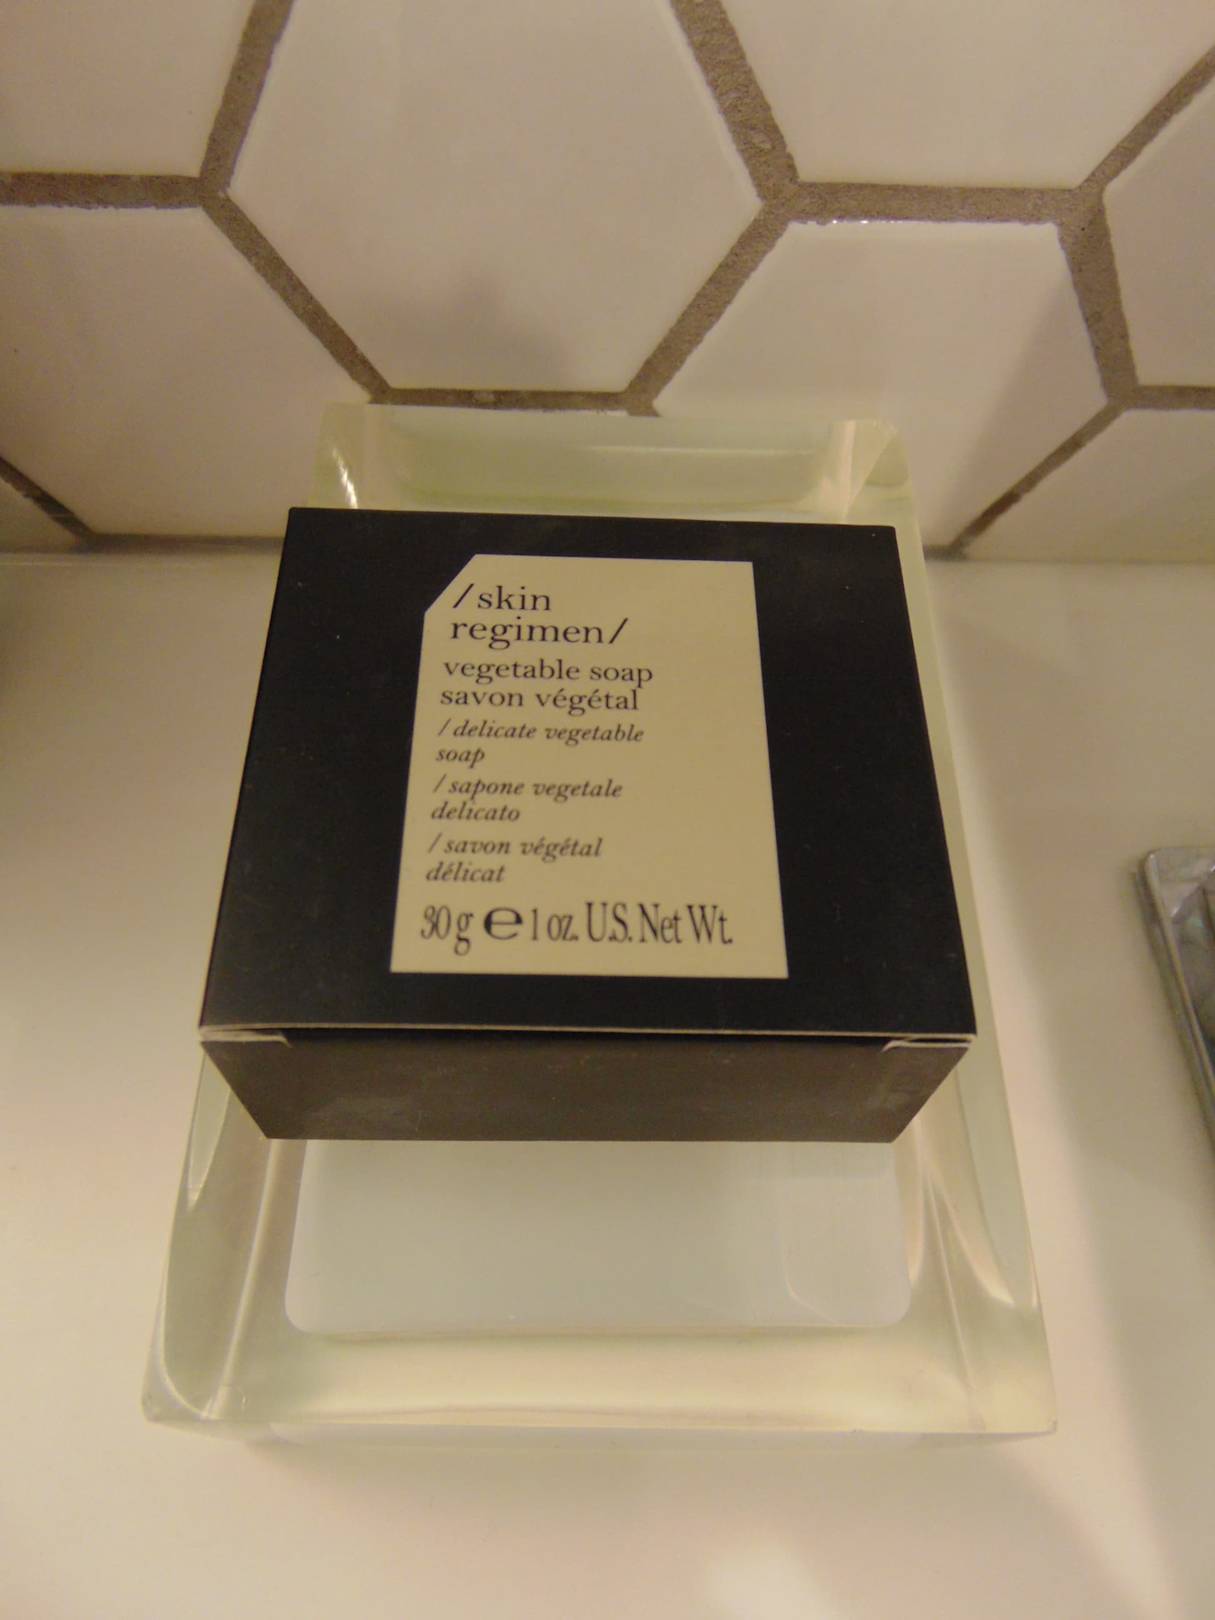 /skin
regimen/
vegetable soap
savon végétal
/delicate vegetable
soap
/sapone vegetale
delicato
/savon végétal
délicat
30 g e 1 oz. U.S. Net Wt.